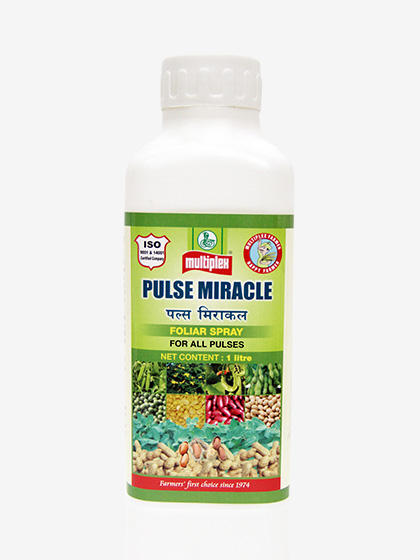 ISO
9001 & 14001
Certified Company
MULTIPLEX FARMER
HAPPY FARMER
multiplex
PULSE MIRACLE
पल्स मिराकल
FOLIAR SPRAY
FOR ALL PULSES
NET CONTENT : 1 litre
Farmers' first choice since 1974